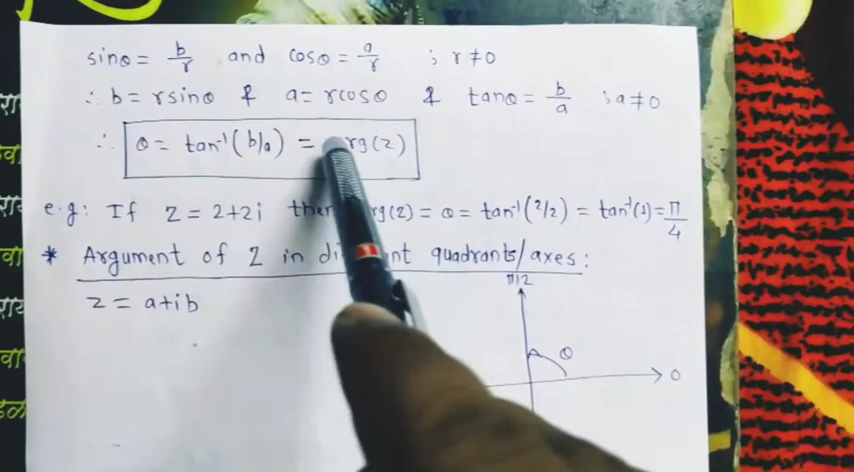 sinθ = b/r and cosθ = a/r ; r ≠ 0
∴ b = r sinθ & a = r cosθ & tanθ = b/a ; a ≠ 0
∴ θ = tan⁻¹(b/a) = rg(z)
e.g: If z = 2+2i the rg(z) = θ = tan⁻¹(2/2) = tan⁻¹(1) = π/4
* Argument of z in di nt quadrants/axes:
π/2
z = a+ib
θ
0